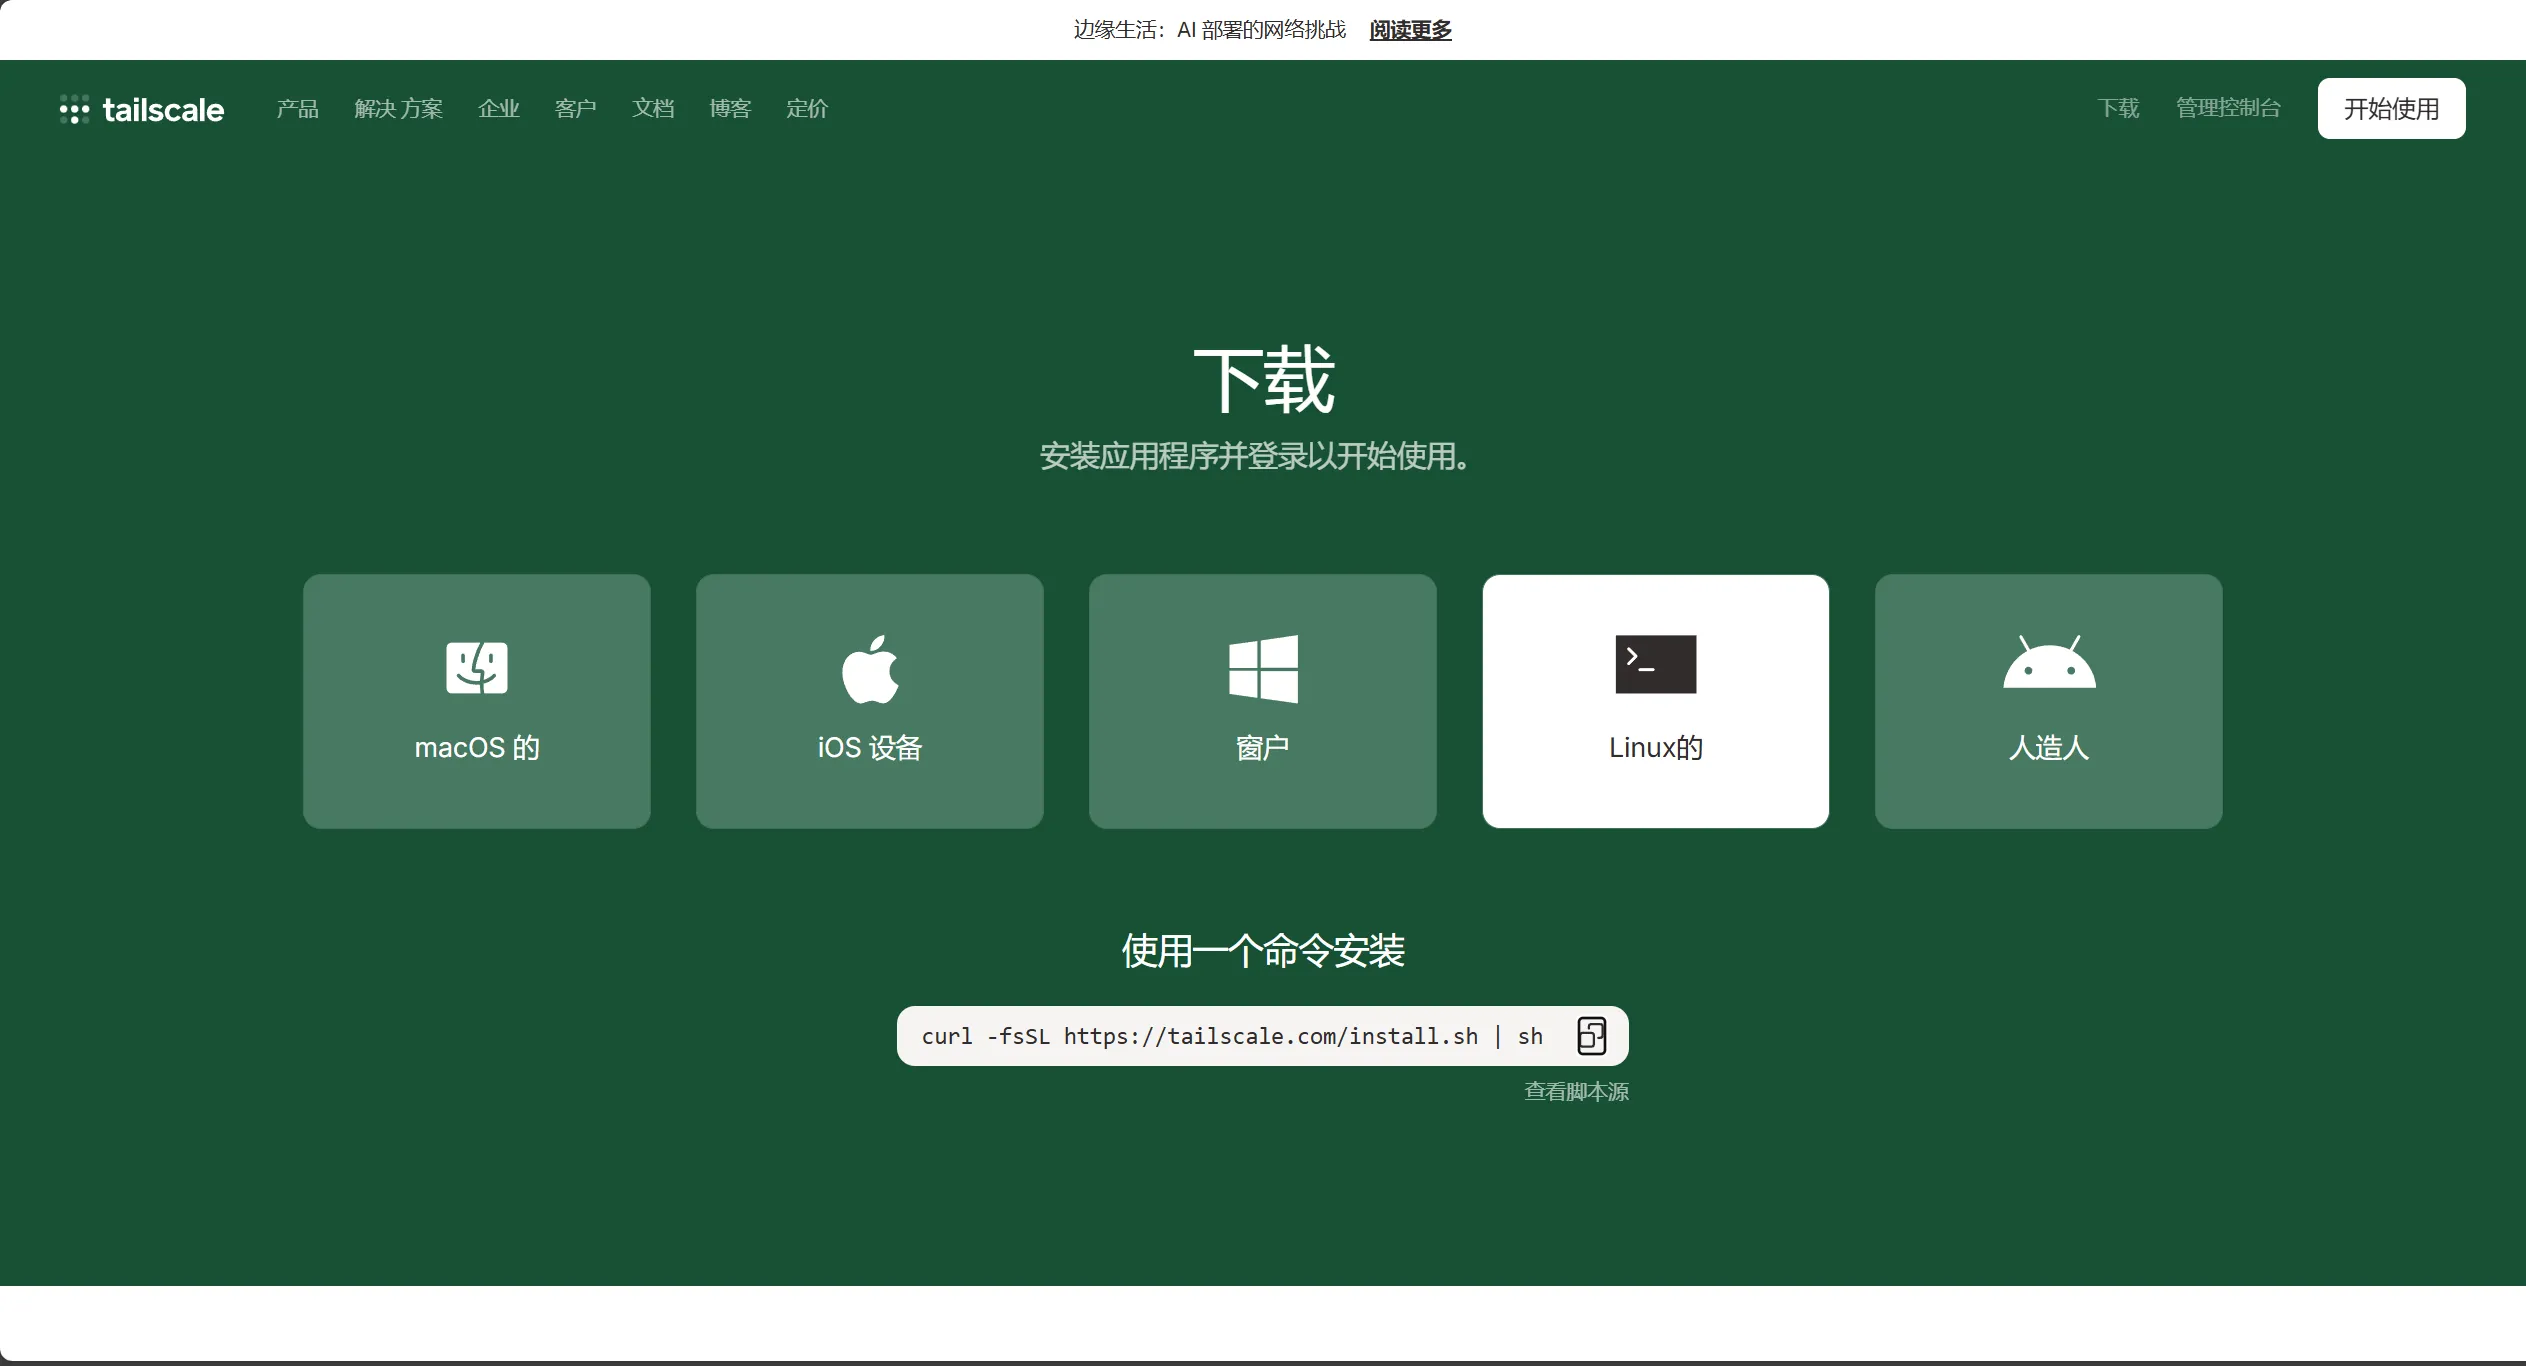 边缘生活：AI 部署的网络挑战 阅读更多
tailscale 产品 解决 方案 企业 客户 文档 博客 定价 下载 管理控制台 开始使用
下载
安装应用程序并登录以开始使用。
macOS 的
iOS 设备
窗户
Linux的
人造人
使用一个命令安装
curl -fsSL https://tailscale.com/install.sh | sh
查看脚本源